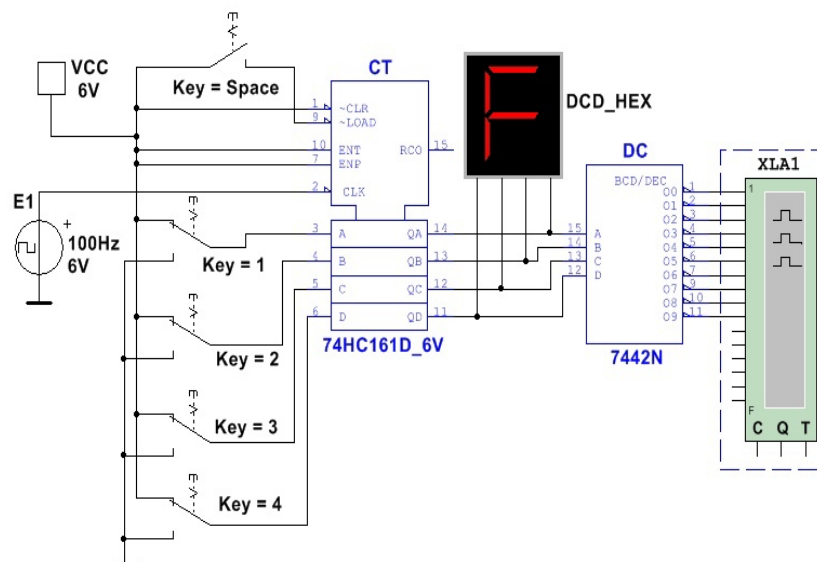 VCC
6V
Key = Space
CT
1 ~CLR
9 ~LOAD
10 ENT
7 ENP
RCO 15
2 CLK
E1
+
100Hz
6V
3 A QA 14
4 B QB 13
5 C QC 12
6 D QD 11
74HC161D_6V
Key = 1
Key = 2
Key = 3
Key = 4
F
DCD_HEX
DC
BCD/DEC
15 A
14 B
13 C
12 D
O0 1
O1 2
O2 3
O3 4
O4 5
O5 6
O6 7
O7 9
O8 10
O9 11
7442N
XLA1
1
F
C Q T